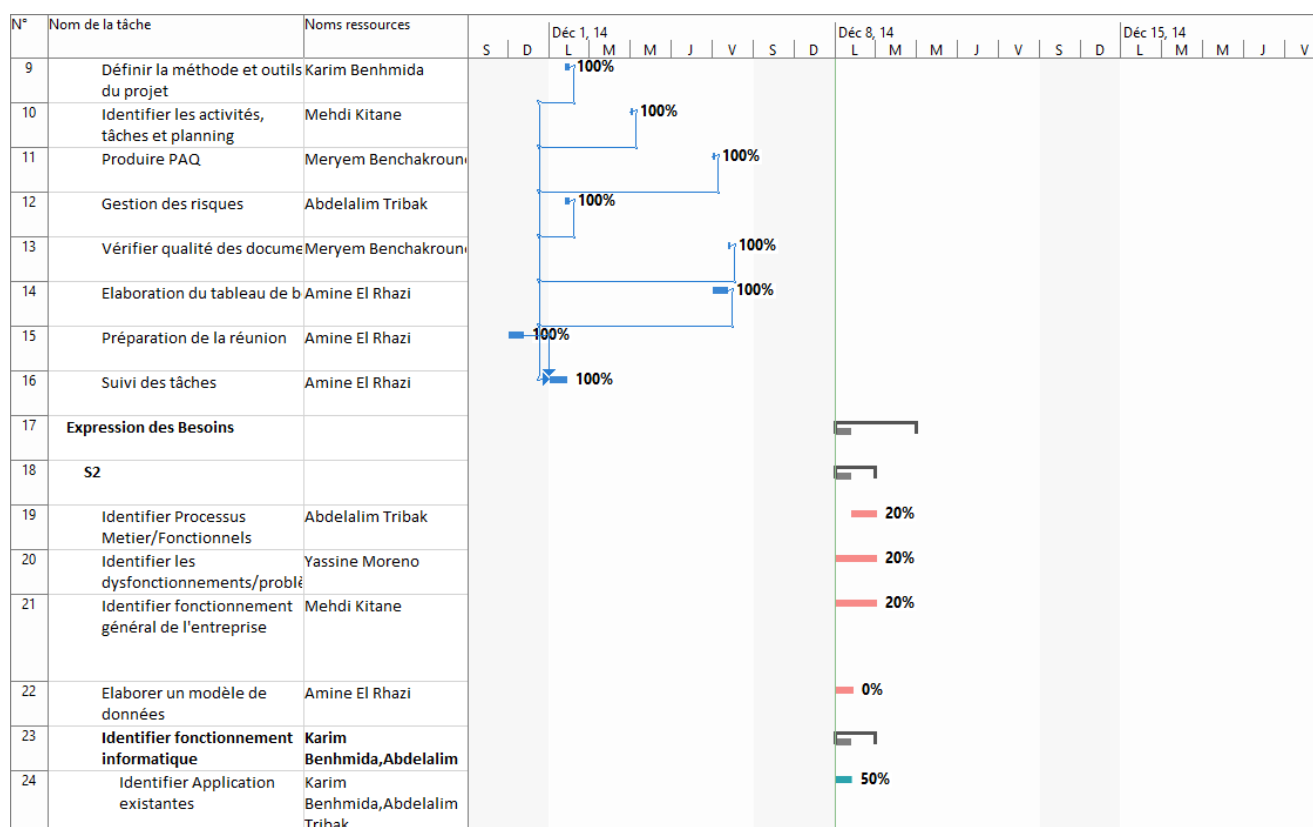 N° Nom de la tâche Noms ressources
Déc 1, 14 Déc 8, 14 Déc 15, 14
S D L M M J V S D L M M J V S D L M M J V
9 Définir la méthode et outils Karim Benhmida 100%
du projet
10 Identifier les activités, Mehdi Kitane 100%
tâches et planning
11 Produire PAQ Meryem Benchakroun 100%
12 Gestion des risques Abdelalim Tribak 100%
13 Vérifier qualité des docume Meryem Benchakroun 100%
14 Elaboration du tableau de b Amine El Rhazi 100%
15 Préparation de la réunion Amine El Rhazi 100%
16 Suivi des tâches Amine El Rhazi 100%
17 Expression des Besoins
18 S2
19 Identifier Processus Abdelalim Tribak 20%
Metier/Fonctionnels
20 Identifier les Yassine Moreno 20%
dysfonctionnements/problè
21 Identifier fonctionnement Mehdi Kitane 20%
général de l'entreprise
22 Elaborer un modèle de Amine El Rhazi 0%
données
23 Identifier fonctionnement Karim
informatique Benhmida,Abdelalim
24 Identifier Application Karim 50%
existantes Benhmida,Abdelalim
Tribak